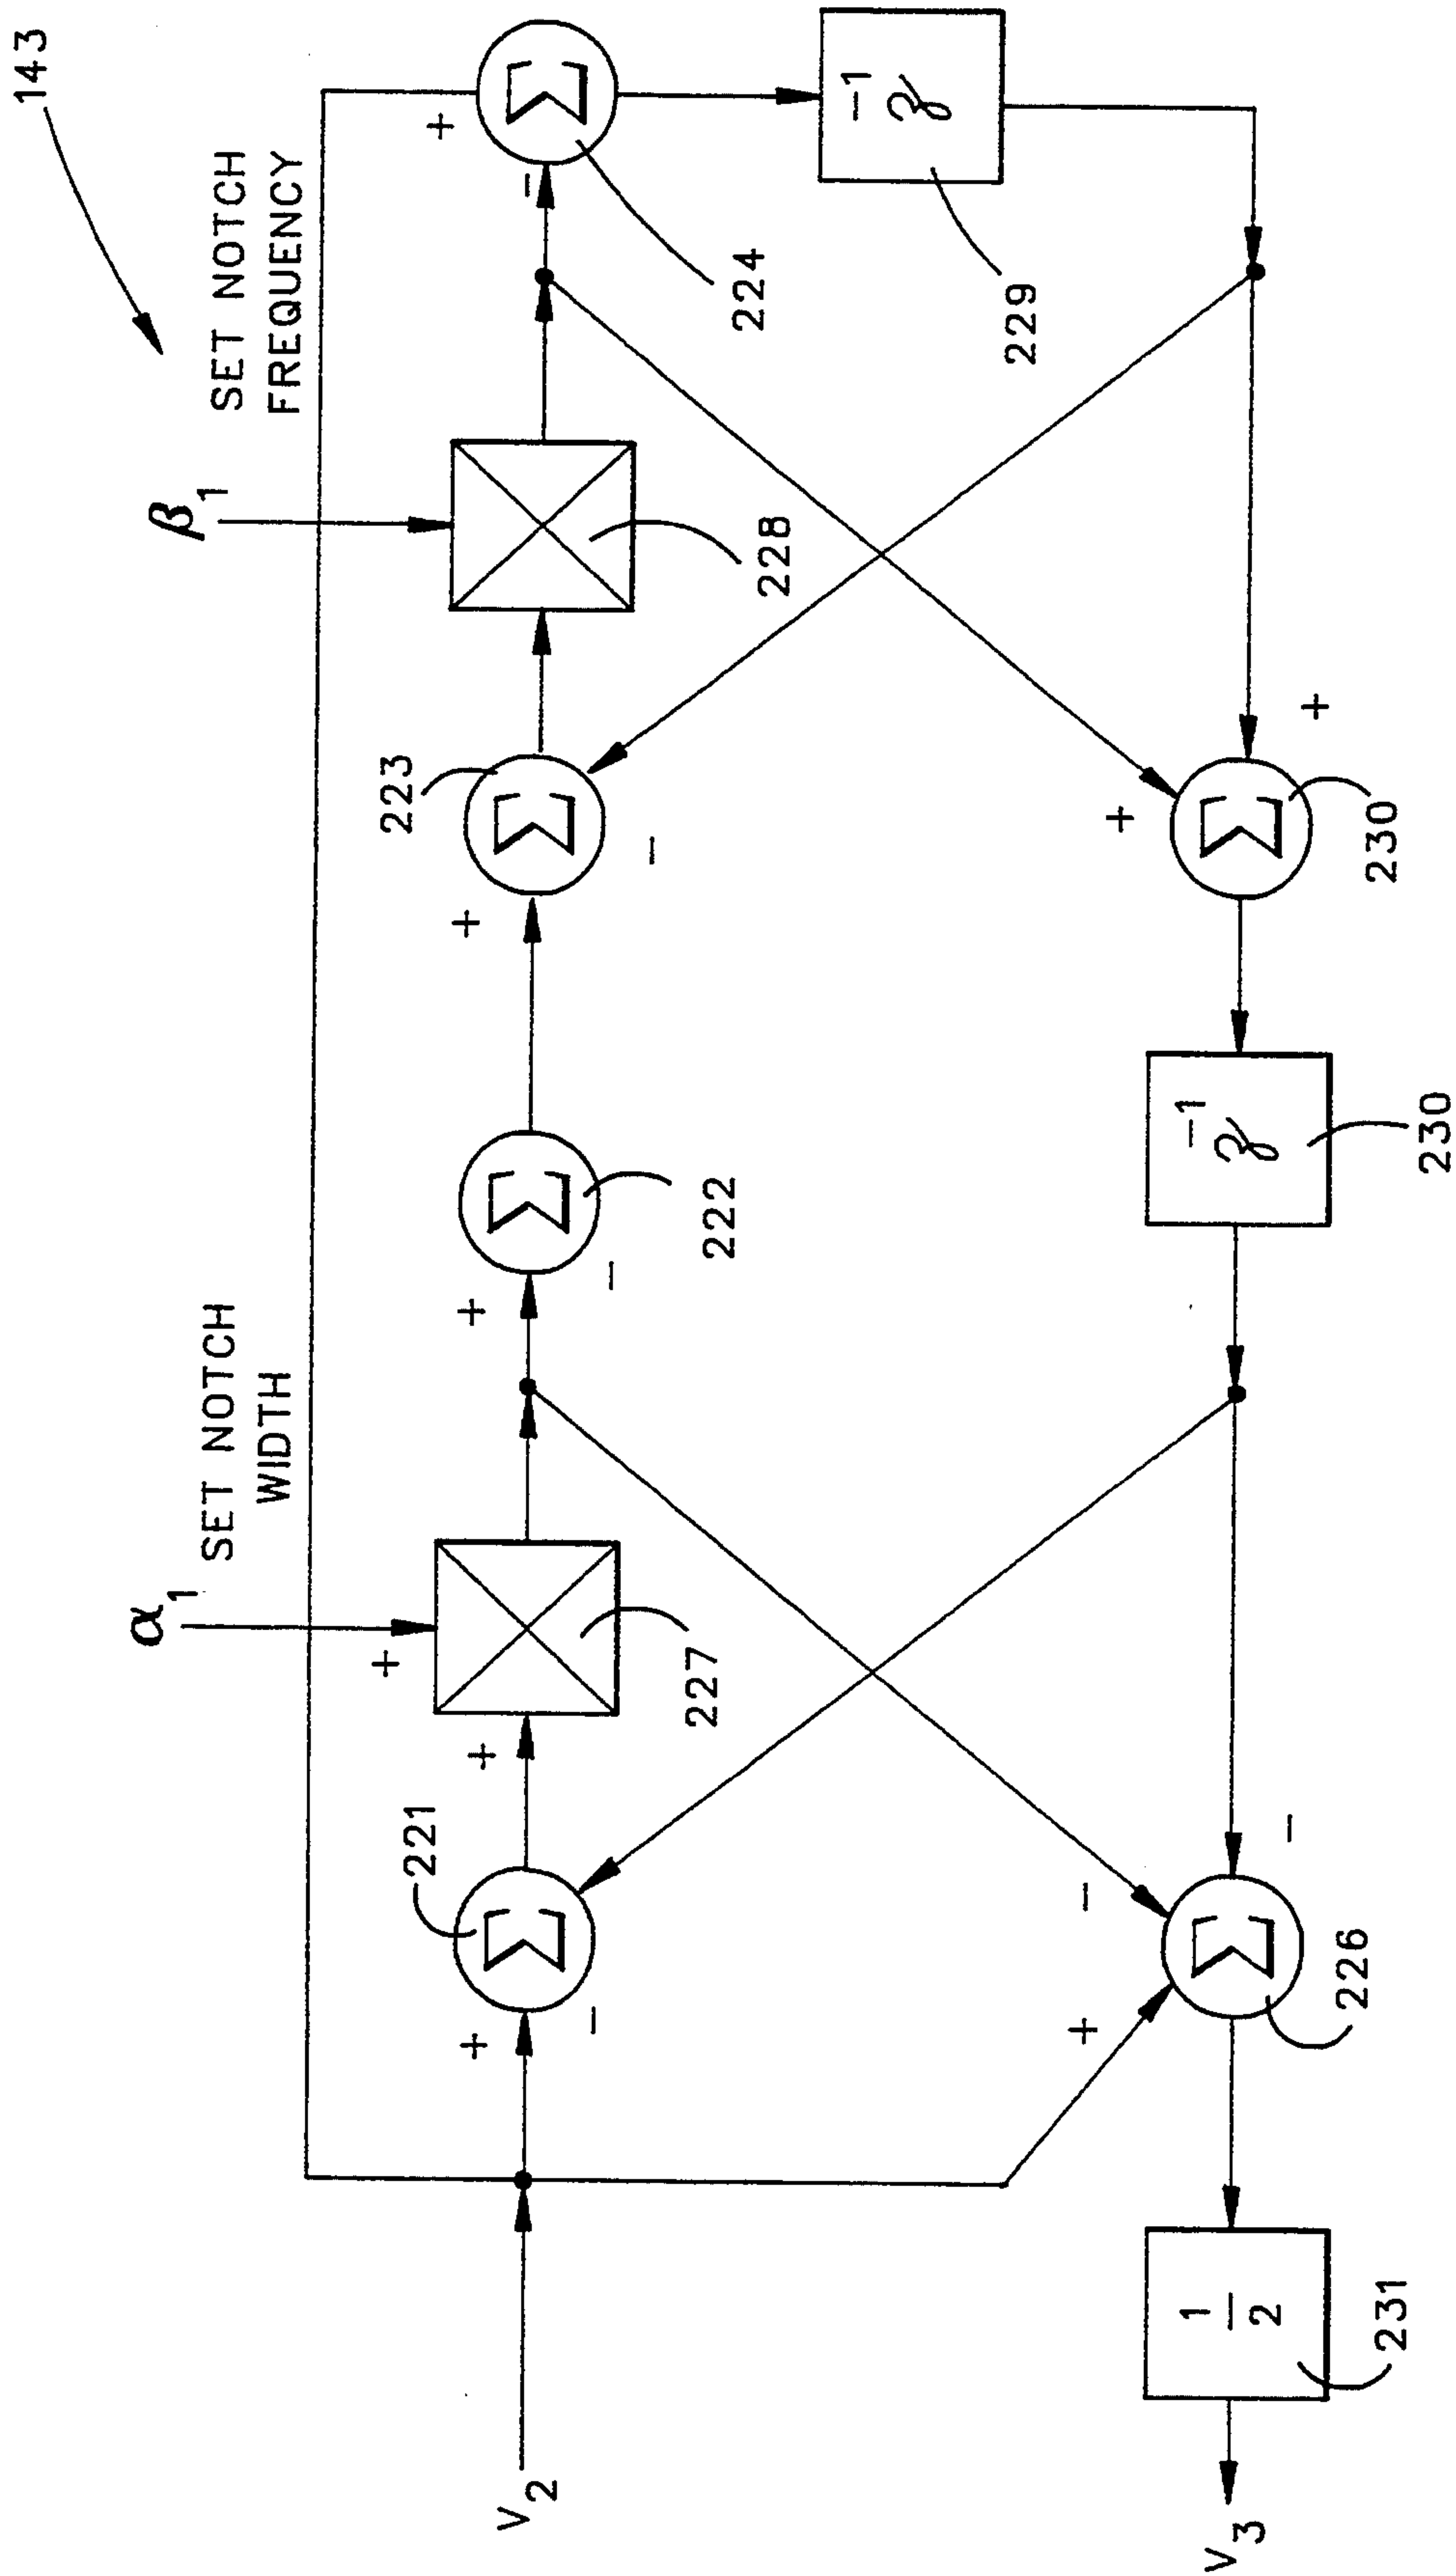 143
α1
SET NOTCH
WIDTH
β1
SET NOTCH
FREQUENCY
V2
+
-
221
Σ
+
+
227
+
-
222
Σ
+
-
223
Σ
228
-
+
224
Σ
z-1
229
+
+
Σ
230
z-1
230
-
-
+
Σ
226
1
2
231
V3